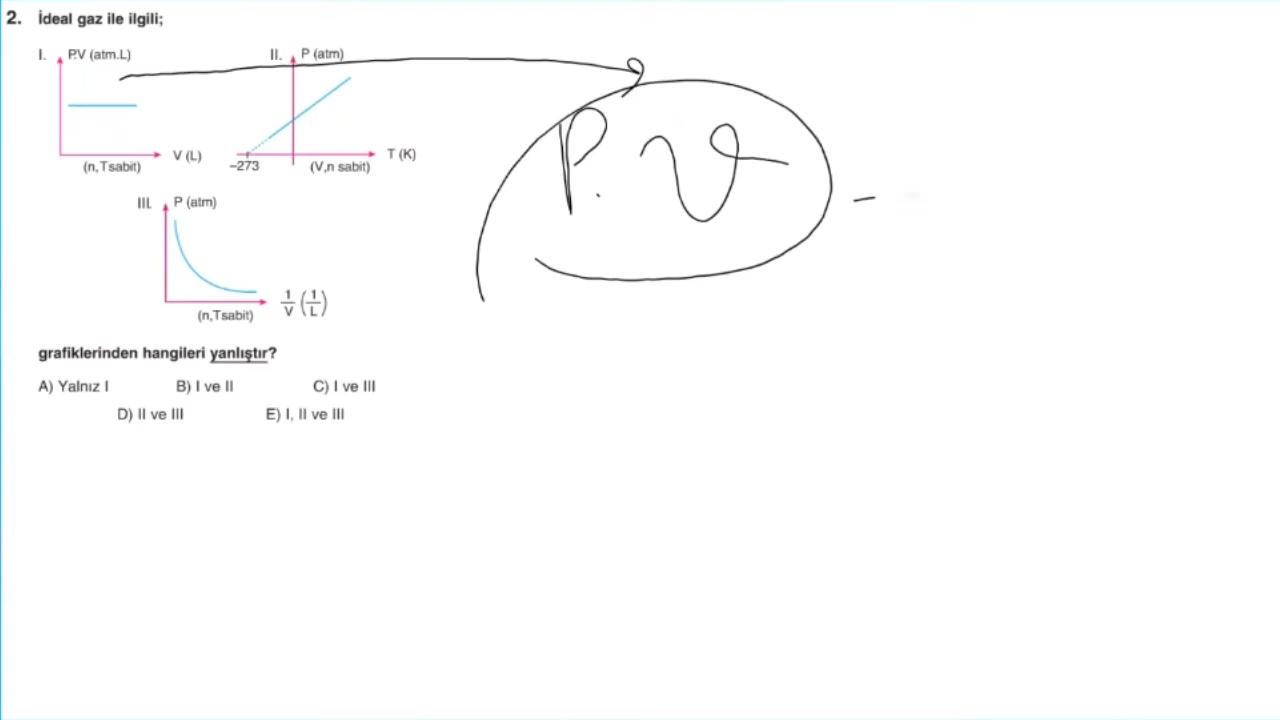 2. İdeal gaz ile ilgili;
I. P.V (atm.L)
V (L)
(n,Tsabit)
II. P (atm)
T (K)
-273
(V,n sabit)
III. P (atm)
1/V (1/L)
(n,Tsabit)
P.V -
grafiklerinden hangileri yanlıştır?
A) Yalnız I B) I ve II C) I ve III
D) II ve III E) I, II ve III